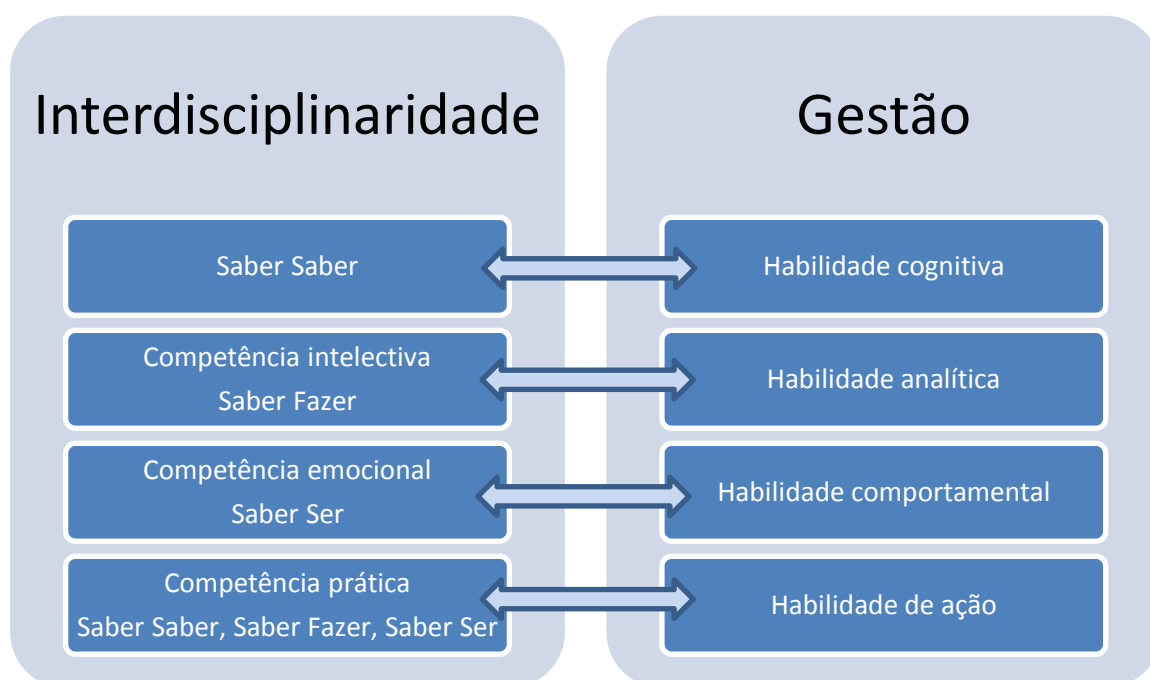 Interdisciplinaridade
Saber Saber
Competência intelectiva
Saber Fazer
Competência emocional
Saber Ser
Competência prática
Saber Saber, Saber Fazer, Saber Ser
Gestão
Habilidade cognitiva
Habilidade analítica
Habilidade comportamental
Habilidade de ação